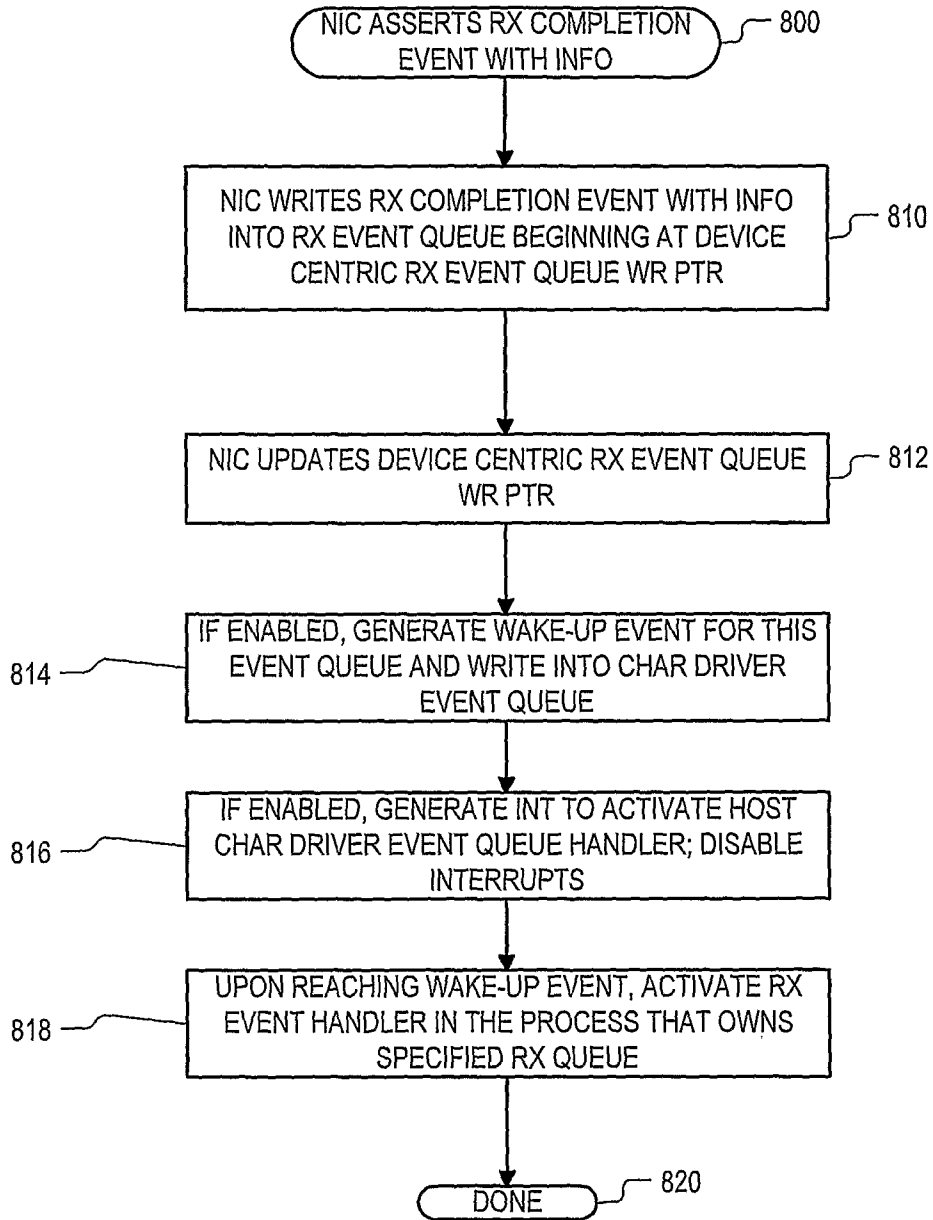 NIC ASSERTS RX COMPLETION
EVENT WITH INFO
800
NIC WRITES RX COMPLETION EVENT WITH INFO
INTO RX EVENT QUEUE BEGINNING AT DEVICE
CENTRIC RX EVENT QUEUE WR PTR
810
NIC UPDATES DEVICE CENTRIC RX EVENT QUEUE
WR PTR
812
IF ENABLED, GENERATE WAKE-UP EVENT FOR THIS
EVENT QUEUE AND WRITE INTO CHAR DRIVER
EVENT QUEUE
814
IF ENABLED, GENERATE INT TO ACTIVATE HOST
CHAR DRIVER EVENT QUEUE HANDLER; DISABLE
INTERRUPTS
816
UPON REACHING WAKE-UP EVENT, ACTIVATE RX
EVENT HANDLER IN THE PROCESS THAT OWNS
SPECIFIED RX QUEUE
818
DONE
820